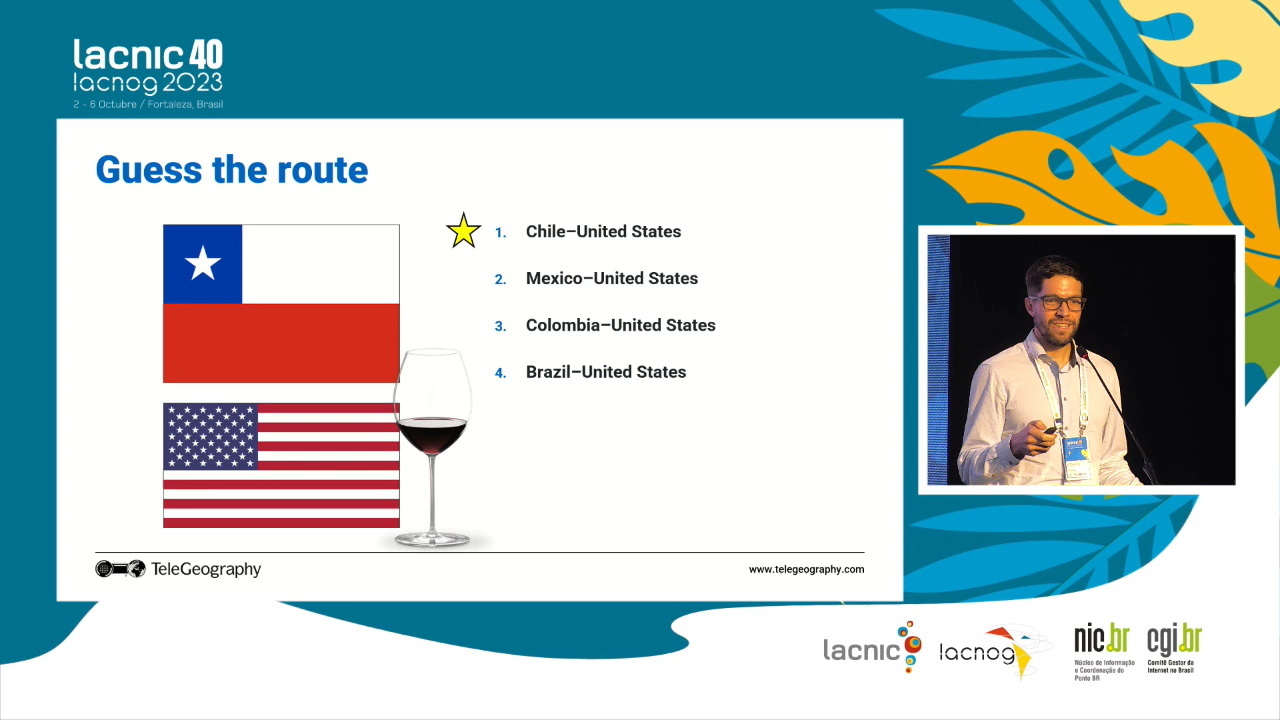 lacnic 40
lacnog 2023
2 - 6 Octubre / Fortaleza, Brasil
Guess the route
1. Chile–United States
2. Mexico–United States
3. Colombia–United States
4. Brazil–United States
TeleGeography
www.telegeography.com
lacnic
lacnog
nic.br
Núcleo de Informação
e Coordenação do
Ponto BR
cgi.br
Comitê Gestor da
Internet no Brasil